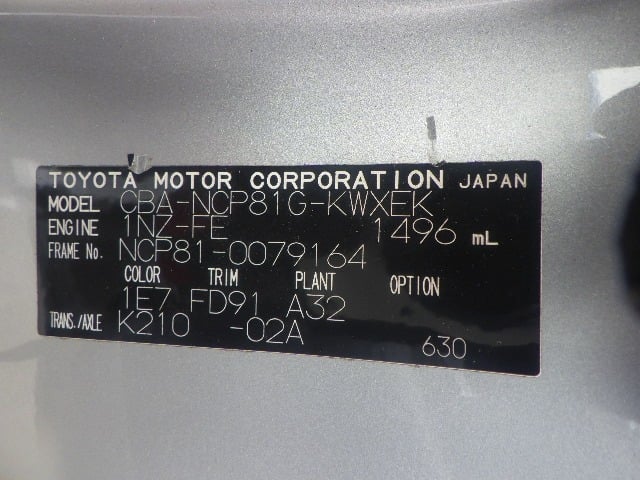 TOYOTA MOTOR CORPORATION JAPAN
MODEL CBA-NCP81G-KWXEK
ENGINE 1NZ-FE 1496 mL
FRAME No. NCP81-0079164
COLOR TRIM PLANT OPTION
1E7 FD91 A32
TRANS./AXLE K210 -02A
630